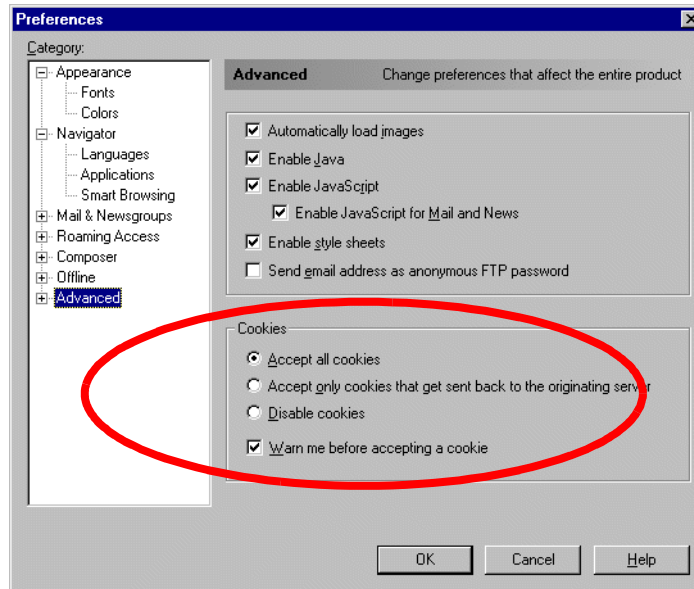 Preferences
Category:
Appearance
Fonts
Colors
Navigator
Languages
Applications
Smart Browsing
Mail & Newsgroups
Roaming Access
Composer
Offline
Advanced
Advanced Change preferences that affect the entire product
Automatically load images
Enable Java
Enable JavaScript
Enable JavaScript for Mail and News
Enable style sheets
Send email address as anonymous FTP password
Cookies
Accept all cookies
Accept only cookies that get sent back to the originating server
Disable cookies
Warn me before accepting a cookie
OK Cancel Help